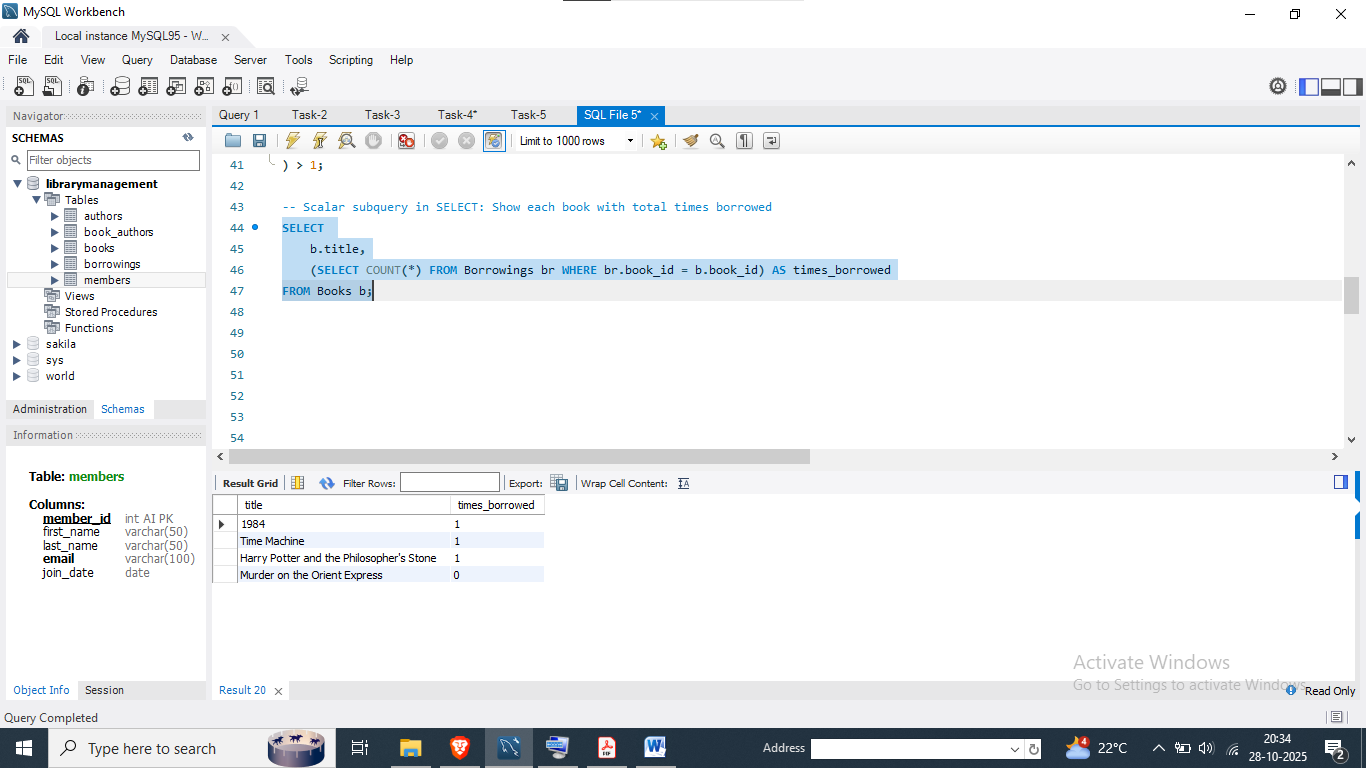 MySQL Workbench
Local instance MySQL95 - W...
File Edit View Query Database Server Tools Scripting Help
Navigator
SCHEMAS
Filter objects
librarymanagement
Tables
authors
book_authors
books
borrowings
members
Views
Stored Procedures
Functions
sakila
sys
world
Administration Schemas
Information
Table: members
Columns:
member_id int AI PK
first_name varchar(50)
last_name varchar(50)
email varchar(100)
join_date date
Object Info Session
Query 1 Task-2 Task-3 Task-4* Task-5 SQL File 5*
Limit to 1000 rows
41 ) > 1;
42
43 -- Scalar subquery in SELECT: Show each book with total times borrowed
44 SELECT
45 b.title,
46 (SELECT COUNT(*) FROM Borrowings br WHERE br.book_id = b.book_id) AS times_borrowed
47 FROM Books b;
48
49
50
51
52
53
54
Result Grid Filter Rows: Export: Wrap Cell Content:
title times_borrowed
1984 1
Time Machine 1
Harry Potter and the Philosopher's Stone 1
Murder on the Orient Express 0
Activate Windows
Go to Settings to activate Windows.
Result 20 Read Only
Query Completed
Type here to search
Address
4
22°C
20:34
28-10-2025
2